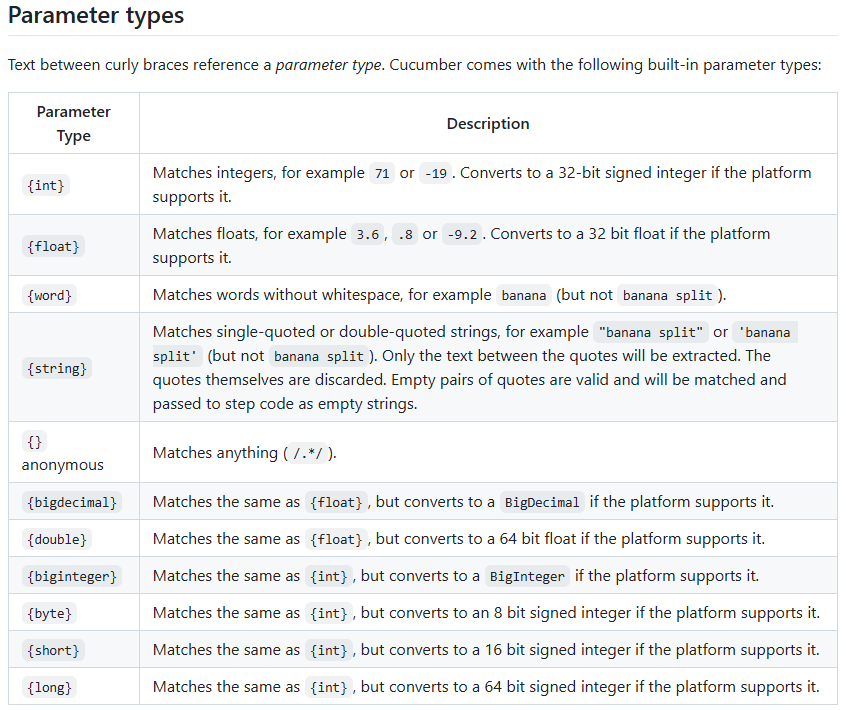 Parameter types
Text between curly braces reference a parameter type. Cucumber comes with the following built-in parameter types:
Parameter
Type
Description
{int}
Matches integers, for example 71 or -19. Converts to a 32-bit signed integer if the platform
supports it.
{float}
Matches floats, for example 3.6, .8 or -9.2. Converts to a 32 bit float if the platform
supports it.
{word}
Matches words without whitespace, for example banana (but not banana split).
{string}
Matches single-quoted or double-quoted strings, for example "banana split" or 'banana
split' (but not banana split). Only the text between the quotes will be extracted. The
quotes themselves are discarded. Empty pairs of quotes are valid and will be matched and
passed to step code as empty strings.
{}
anonymous
Matches anything (/.*/).
{bigdecimal}
Matches the same as {float}, but converts to a BigDecimal if the platform supports it.
{double}
Matches the same as {float}, but converts to a 64 bit float if the platform supports it.
{biginteger}
Matches the same as {int}, but converts to a BigInteger if the platform supports it.
{byte}
Matches the same as {int}, but converts to an 8 bit signed integer if the platform supports it.
{short}
Matches the same as {int}, but converts to a 16 bit signed integer if the platform supports it.
{long}
Matches the same as {int}, but converts to a 64 bit signed integer if the platform supports it.